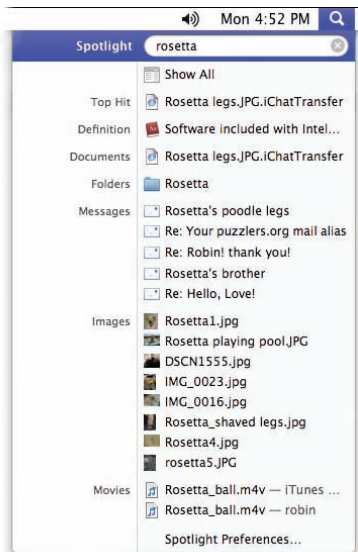 Mon 4:52 PM
Spotlight rosetta
Show All
Top Hit Rosetta legs.JPG.iChatTransfer
Definition Software included with Intel...
Documents Rosetta legs.JPG.iChatTransfer
Folders Rosetta
Messages Rosetta's poodle legs
Re: Your puzzlers.org mail alias
Re: Robin! thank you!
Rosetta's brother
Re: Hello, Love!
Images Rosetta1.jpg
Rosetta playing pool.JPG
DSCN1555.jpg
IMG_0023.jpg
IMG_0016.jpg
Rosetta_shaved legs.jpg
Rosetta4.jpg
rosetta5.JPG
Movies Rosetta_ball.m4v — iTunes ...
Rosetta_ball.m4v — robin
Spotlight Preferences...